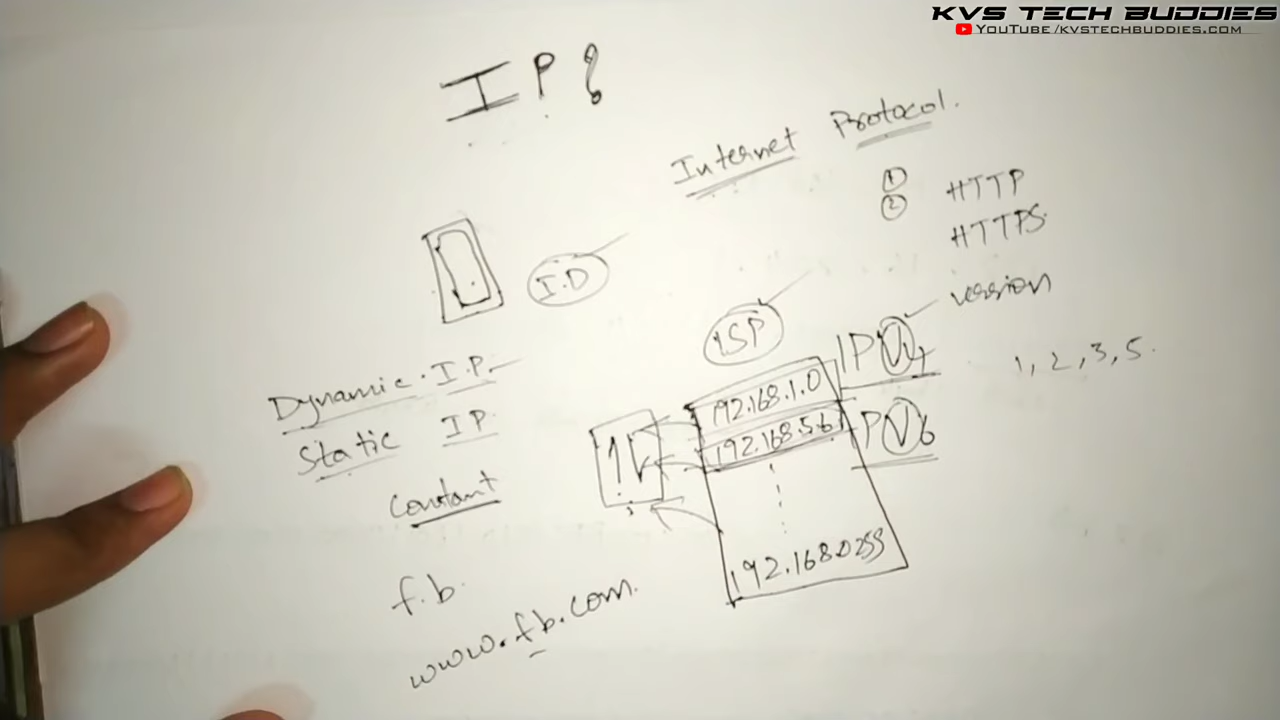 KVS TECH BUDDIES
YouTube/kvstechbuddies.com
IP?
Internet Protocol.
① HTTP
② HTTPS
I.D
version
ISP
IPV4
1, 2, 3, 5.
Dynamic. I.P.
192.168.1.0
Static IP
192.168.5.6
IPV6
Constant
192.168.0255
f.b.
www.fb.com.